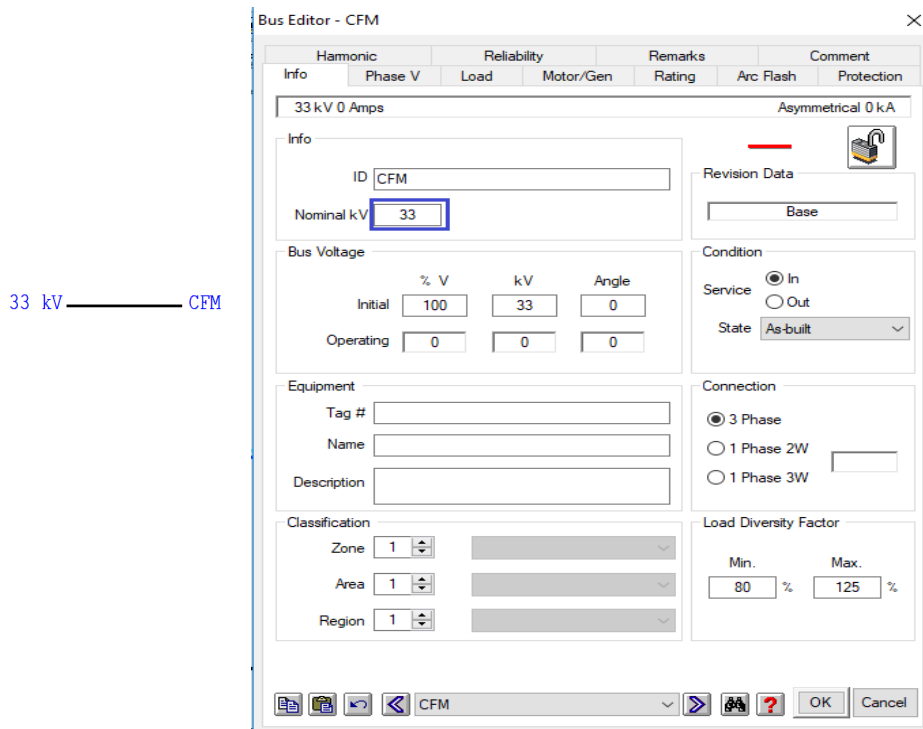 Bus Editor - CFM
Harmonic Reliability Remarks Comment
Info Phase V Load Motor/Gen Rating Arc Flash Protection
33 kV 0 Amps Asymmetrical 0 kA
Info
ID CFM
Nominal kV 33
Revision Data
Base
Bus Voltage
% V kV Angle
Initial 100 33 0
Operating 0 0 0
Condition
Service In
Out
State As-built
33 kV CFM
Equipment
Tag #
Name
Description
Connection
3 Phase
1 Phase 2W
1 Phase 3W
Classification
Zone 1
Area 1
Region 1
Load Diversity Factor
Min. Max.
80 % 125 %
CFM ? OK Cancel